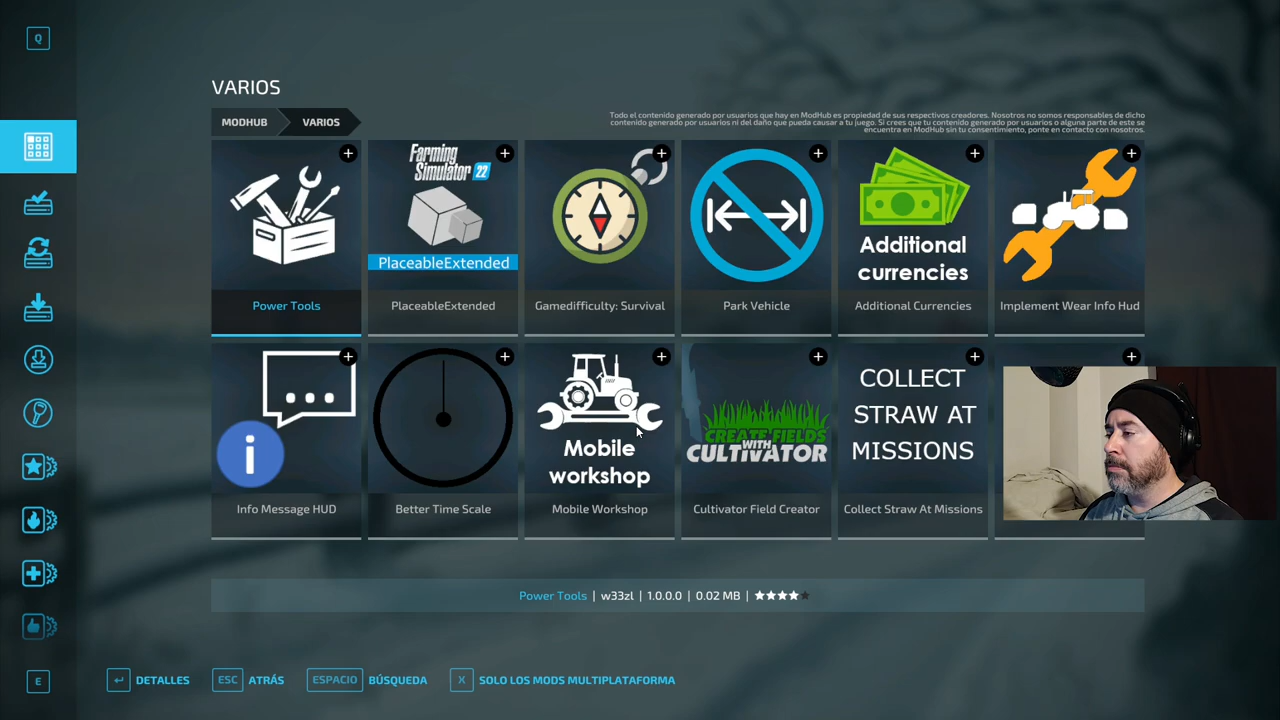 Q
VARIOS
MODHUB
VARIOS
Todo el contenido generado por usuarios que hay en ModHub es propiedad de sus respectivos creadores. Nosotros no somos responsables de dicho
contenido generado por usuarios ni del daño que pueda causar a tu juego. Si crees que tu contenido generado por usuarios o alguna parte de este se
encuentra en ModHub sin tu consentimiento, ponte en contacto con nosotros.
Farming
Simulator 22
PlaceableExtended
Additional
currencies
Power Tools
PlaceableExtended
Gamedifficulty: Survival
Park Vehicle
Additional Currencies
Implement Wear Info Hud
i
Mobile
workshop
CREATE FIELDS
WITH
CULTIVATOR
COLLECT
STRAW AT
MISSIONS
Info Message HUD
Better Time Scale
Mobile Workshop
Cultivator Field Creator
Collect Straw At Missions
Power Tools | w33zl | 1.0.0.0 | 0.02 MB |
E
DETALLES
ESC ATRÁS
ESPACIO BÚSQUEDA
X SOLO LOS MODS MULTIPLATAFORMA